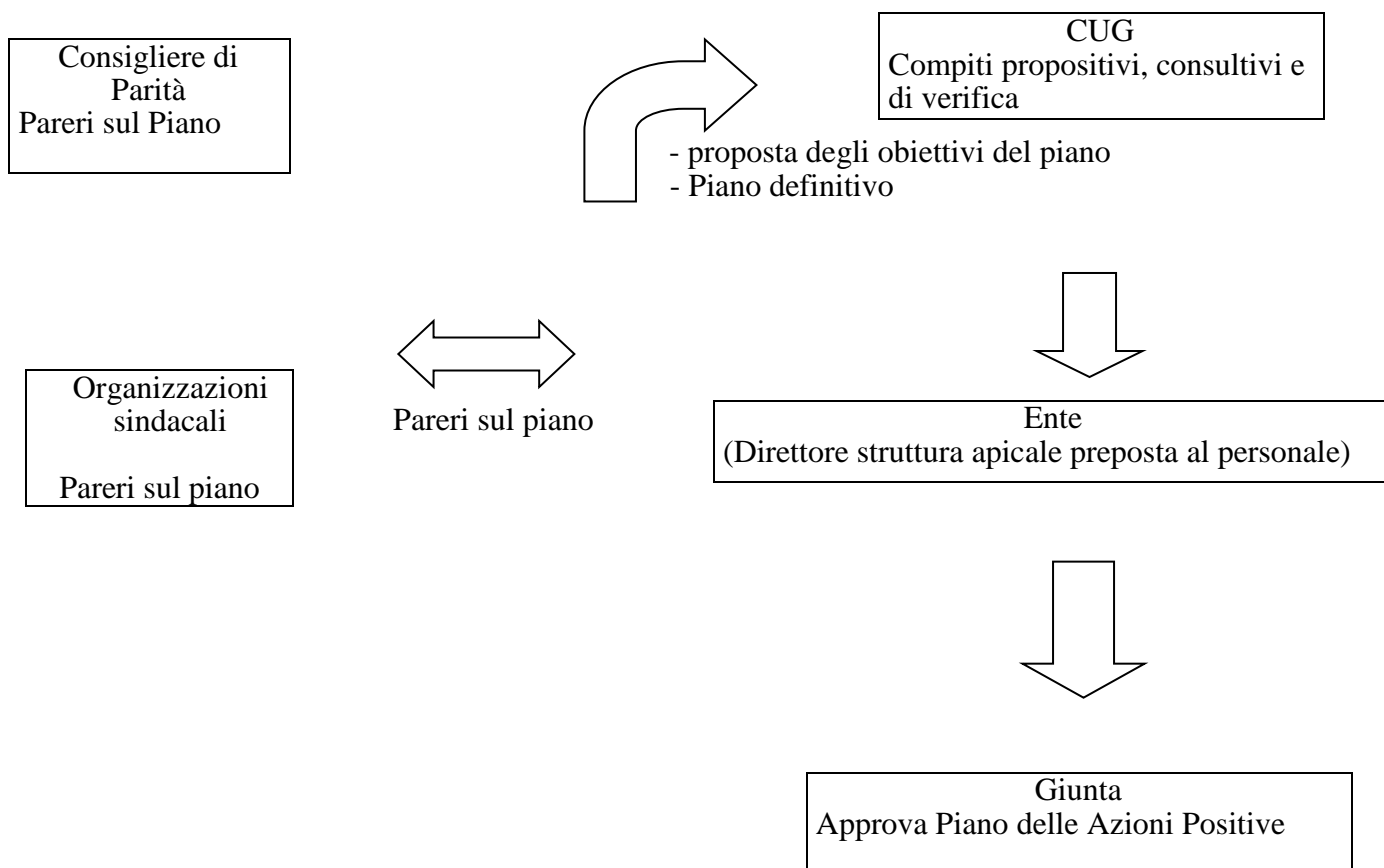 Consigliere di
Parità
Pareri sul Piano
CUG
Compiti propositivi, consultivi e
di verifica
- proposta degli obiettivi del piano
- Piano definitivo
Organizzazioni
sindacali
Pareri sul piano
Pareri sul piano
Ente
(Direttore struttura apicale preposta al personale)
Giunta
Approva Piano delle Azioni Positive